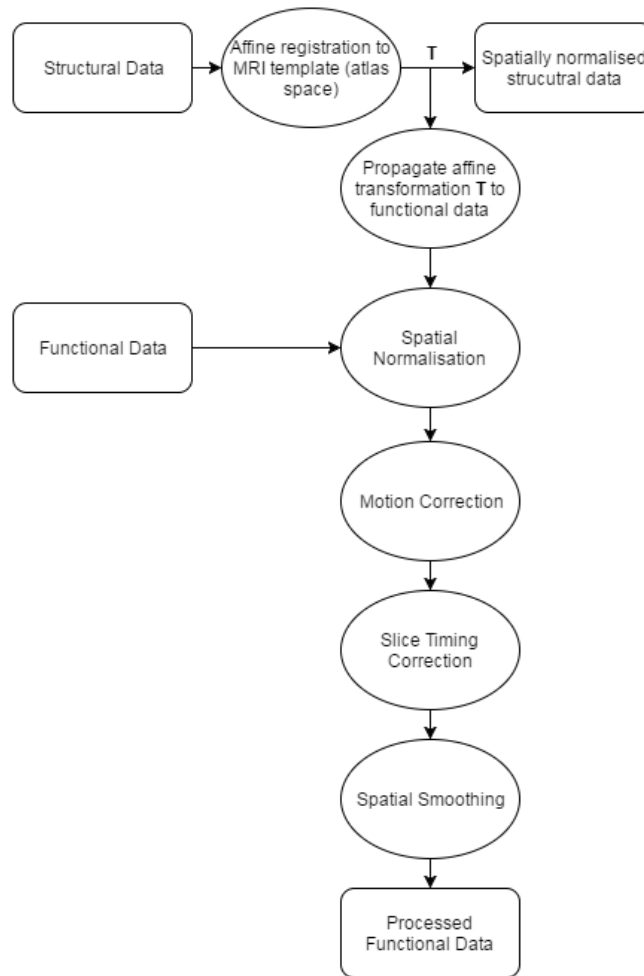 Structural Data
Affine registration to
MRI template (atlas
space)
T
Spatially normalised
strucutral data
Propagate affine
transformation T to
functional data
Functional Data
Spatial
Normalisation
Motion Correction
Slice Timing
Correction
Spatial Smoothing
Processed
Functional Data